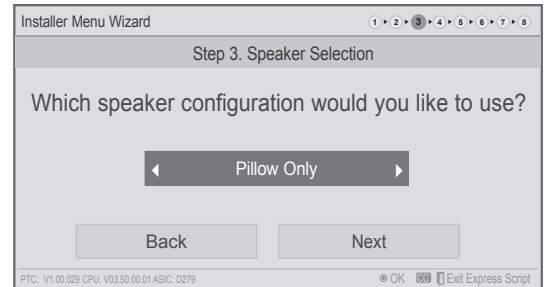 Installer Menu Wizard 1 2 3 4 5 6 7 8
Step 3. Speaker Selection
Which speaker configuration would you like to use?
Pillow Only
Back Next
PTC: V1.00.029 CPU: V03.50.00.01 ASIC: D279 OK CC Exit Express Script